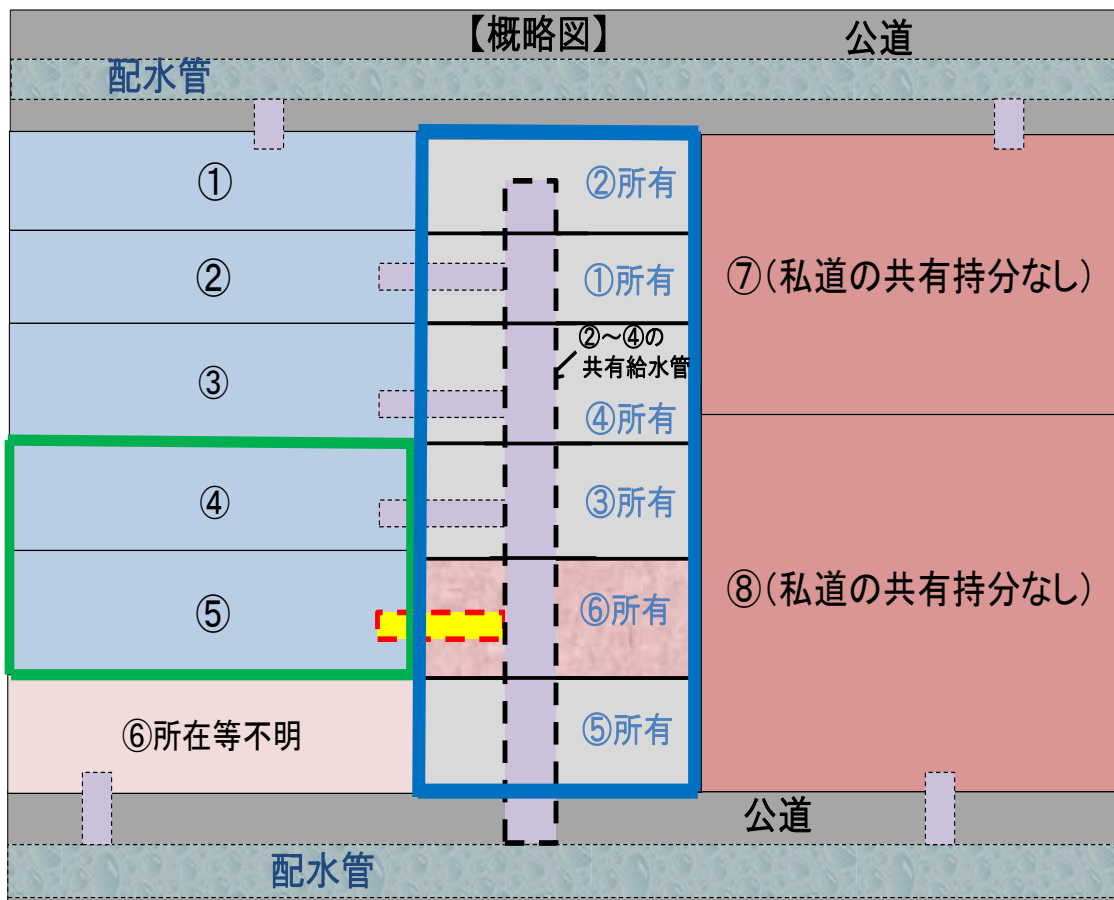 【概略図】
公道
配水管
①
②所有
②
①所有
⑦(私道の共有持分なし)
②～④の
共有給水管
③
④所有
④
③所有
⑤
⑥所有
⑧(私道の共有持分なし)
⑥所在等不明
⑤所有
公道
配水管